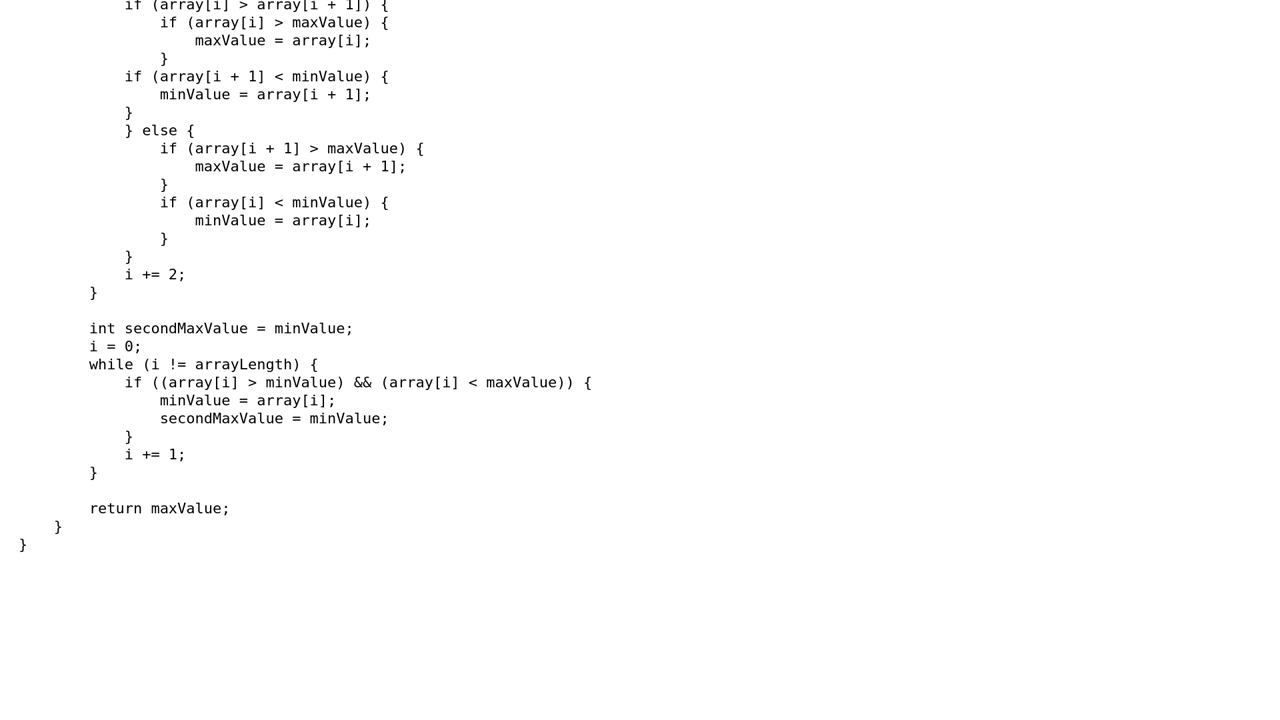 if (array[i] > array[i + 1]) {
                if (array[i] > maxValue) {
                    maxValue = array[i];
                }
            if (array[i + 1] < minValue) {
                minValue = array[i + 1];
            }
            } else {
                if (array[i + 1] > maxValue) {
                    maxValue = array[i + 1];
                }
                if (array[i] < minValue) {
                    minValue = array[i];
                }
            }
            i += 2;
        }

        int secondMaxValue = minValue;
        i = 0;
        while (i != arrayLength) {
            if ((array[i] > minValue) && (array[i] < maxValue)) {
                minValue = array[i];
                secondMaxValue = minValue;
            }
            i += 1;
        }

        return maxValue;
    }
}